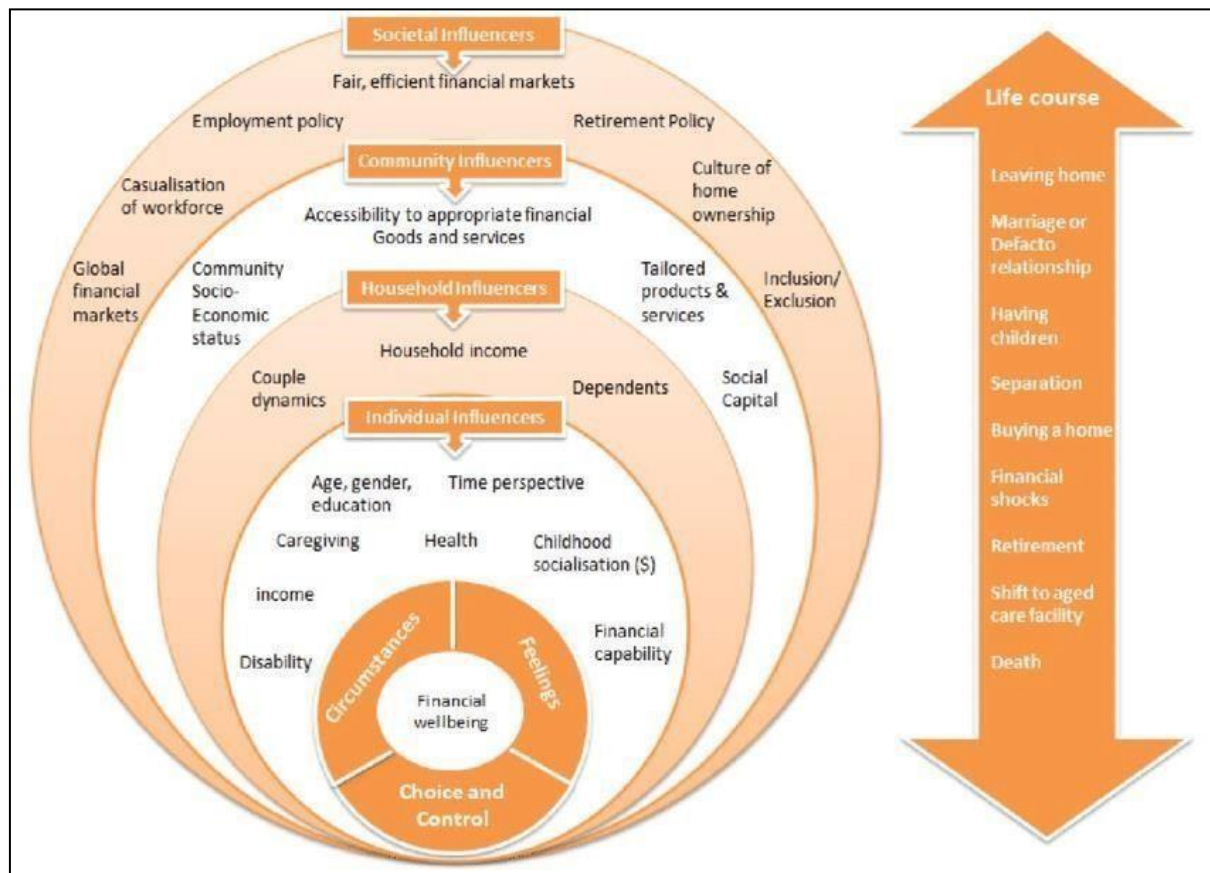 Societal Influencers
Fair, efficient financial markets
Employment policy
Retirement Policy
Community Influencers
Casualisation
of workforce
Culture of
home
ownership
Accessibility to appropriate financial
Goods and services
Global
financial
markets
Community
Socio-
Economic
status
Household Influencers
Tailored
products &
services
Inclusion/
Exclusion
Household income
Couple
dynamics
Dependents
Social
Capital
Individual Influencers
Age, gender,
education
Time perspective
Caregiving
Health
Childhood
socialisation ($)
income
Disability
Financial
capability
Circumstances
Feelings
Financial
wellbeing
Choice and
Control
Life course
Leaving home
Marriage or
Defacto
relationship
Having
children
Separation
Buying a home
Financial
shocks
Retirement
Shift to aged
care facility
Death